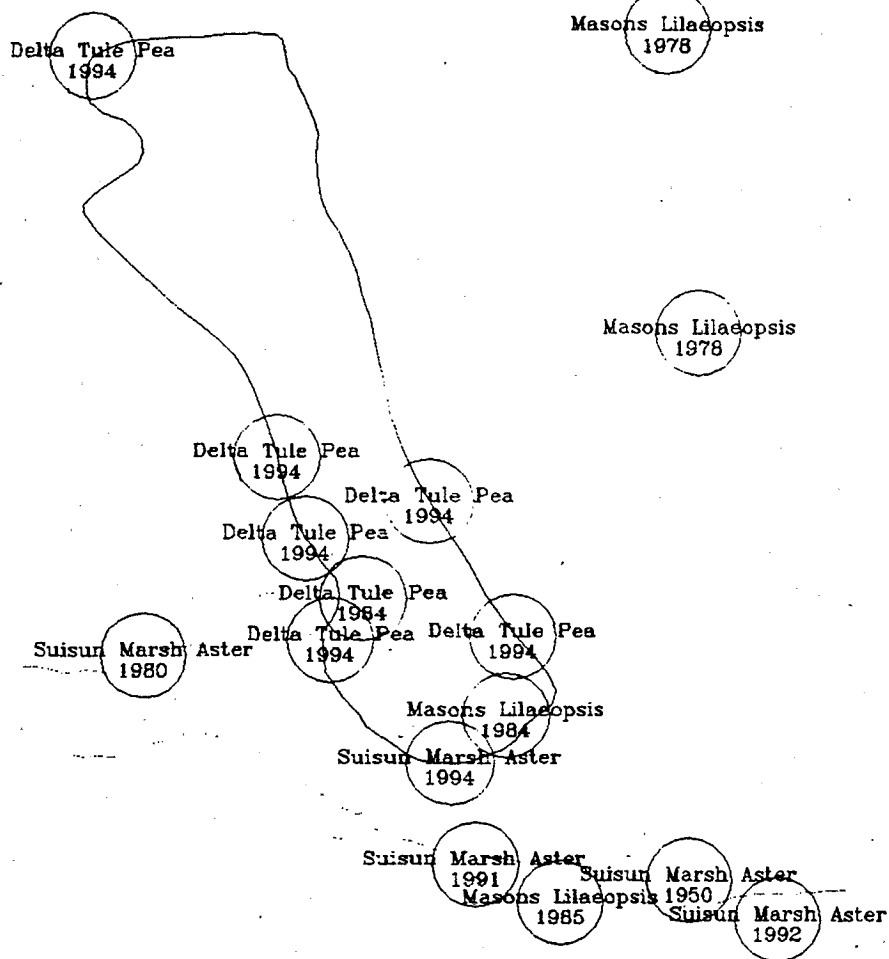 Masons Lilaeopsis
1978
Delta Tule Pea
1994
Masons Lilaeopsis
1978
Delta Tule Pea
1994
Delta Tule Pea
1994
Delta Tule Pea
1994
Delta Tule Pea
1984
Delta Tule Pea
1994
Delta Tule Pea
1994
Suisun Marsh Aster
1980
Masons Lilaeopsis
1984
Suisun Marsh Aster
1994
Suisun Marsh Aster
1991
Suisun Marsh Aster
1950
Masons Lilaeopsis
1985
Suisun Marsh Aster
1992